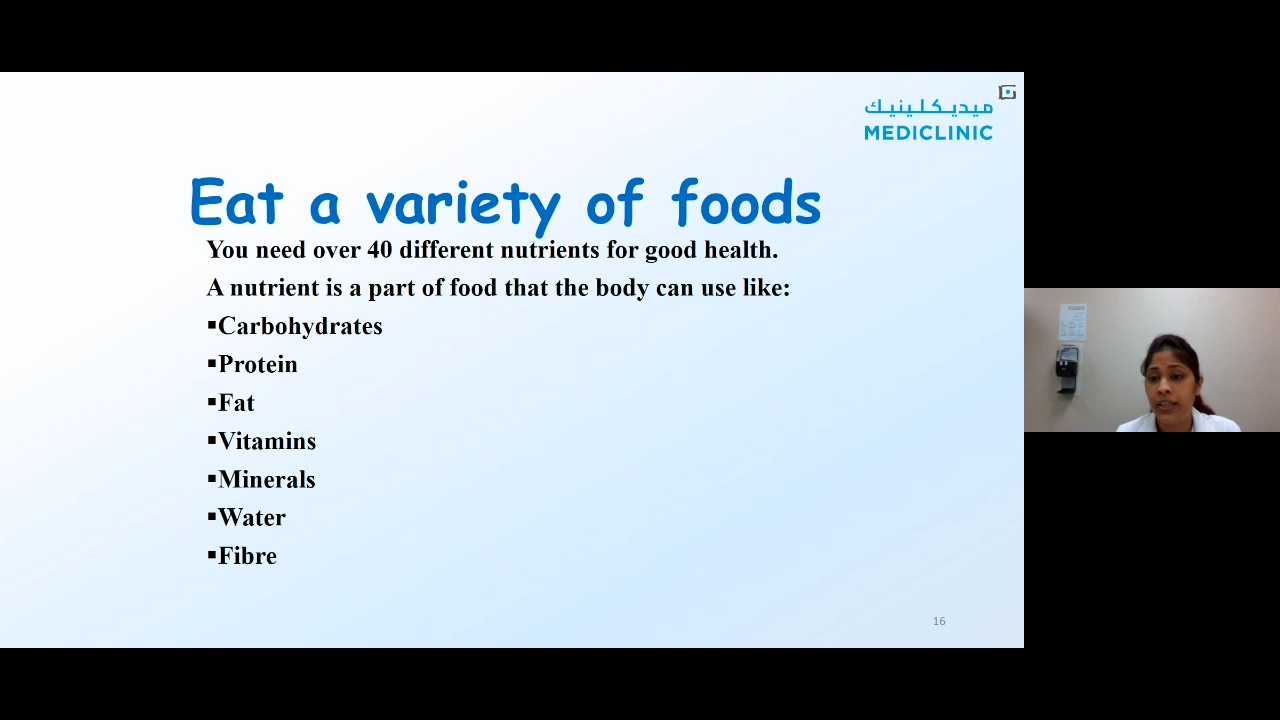 ميديكلينيك
MEDICLINIC
Eat a variety of foods
You need over 40 different nutrients for good health.
A nutrient is a part of food that the body can use like:
▪Carbohydrates
▪Protein
▪Fat
▪Vitamins
▪Minerals
▪Water
▪Fibre
16